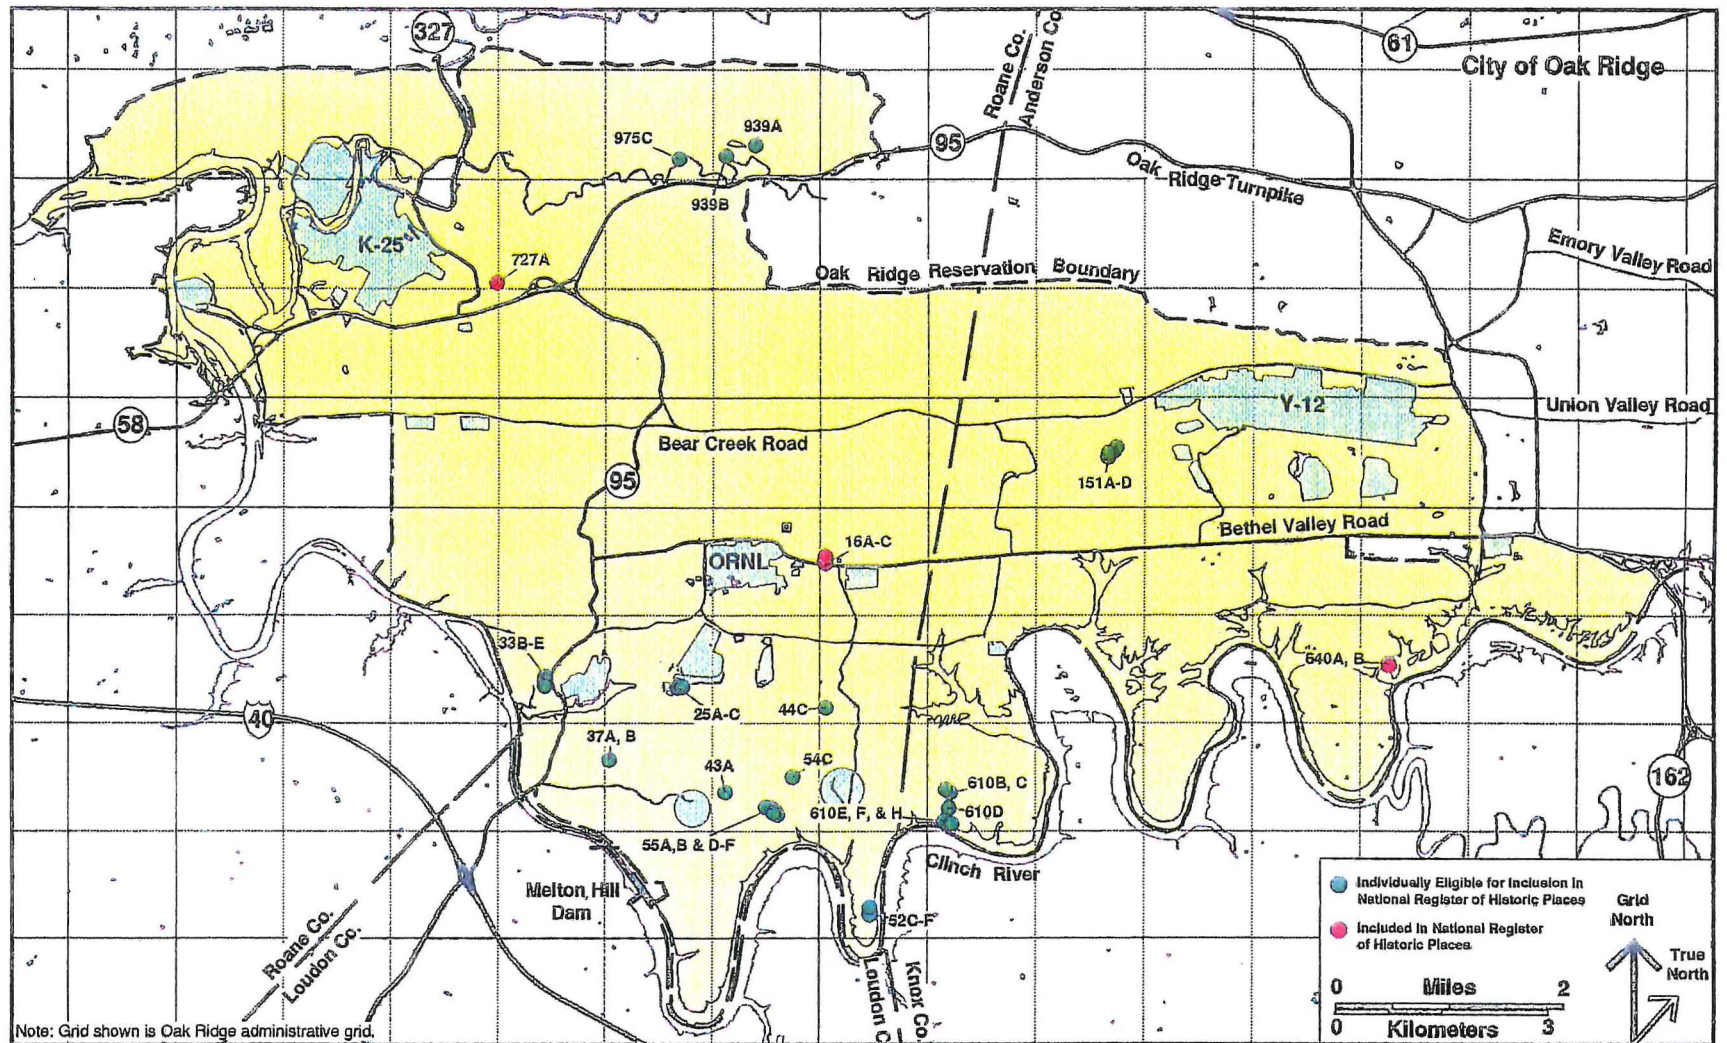 327
61
City of Oak Ridge
Roane Co.
Anderson Co.
95
Oak Ridge Turnpike
939A
975C
939B
K-25
727A
Oak Ridge Reservation Boundary
Emory Valley Road
58
Bear Creek Road
95
Y-12
Union Valley Road
151A-D
Bethel Valley Road
ORNL
16A-C
33B-E
640A, B
25A-C
44C
40
37A, B
43A
54C
610B, C
610E, F, & H
610D
162
55A,B & D-F
Clinch River
Melton Hill
Dam
52C-F
Roane Co.
Loudon Co.
Loudon C
Knox Co.
Individually Eligible for Inclusion in
National Register of Historic Places
Included in National Register
of Historic Places
Grid
North
True
North
0 Miles 2
0 Kilometers 3
Note: Grid shown is Oak Ridge administrative grid.